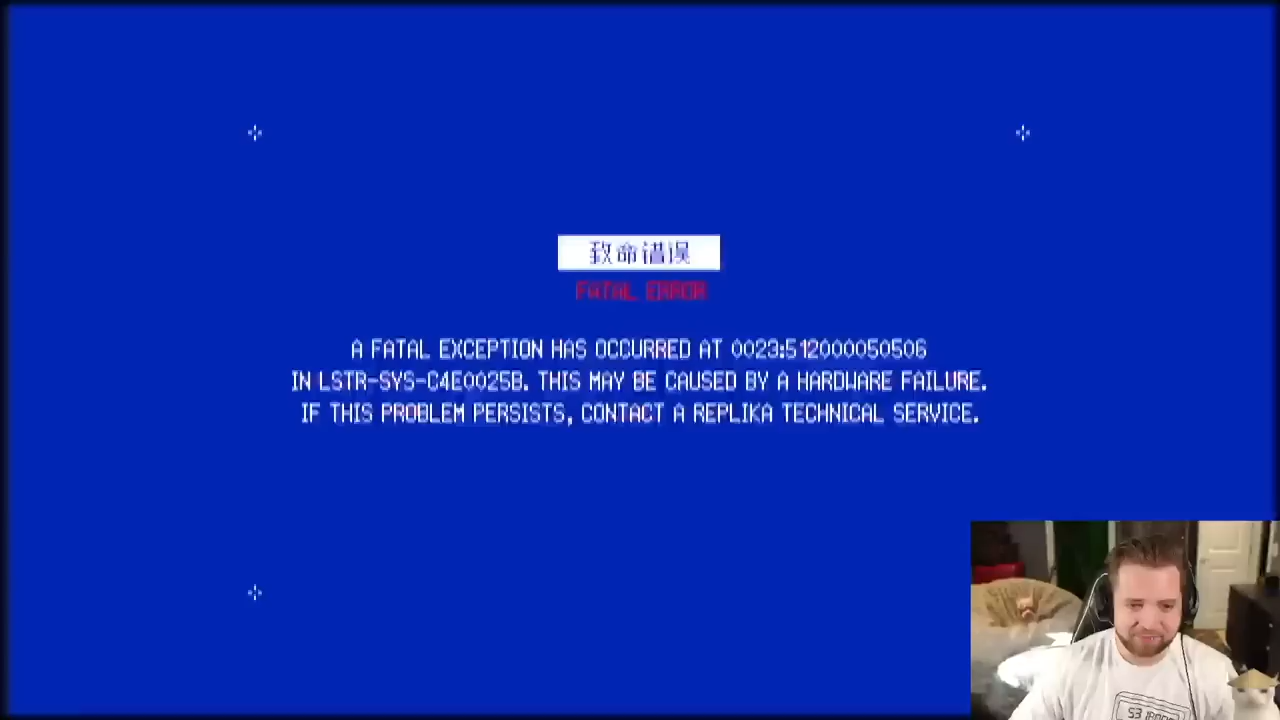 致命错误
FATAL ERROR
A FATAL EXCEPTION HAS OCCURRED AT 0023:512000050506
IN LSTR-SYS-C4E0025B. THIS MAY BE CAUSED BY A HARDWARE FAILURE.
IF THIS PROBLEM PERSISTS, CONTACT A REPLIKA TECHNICAL SERVICE.